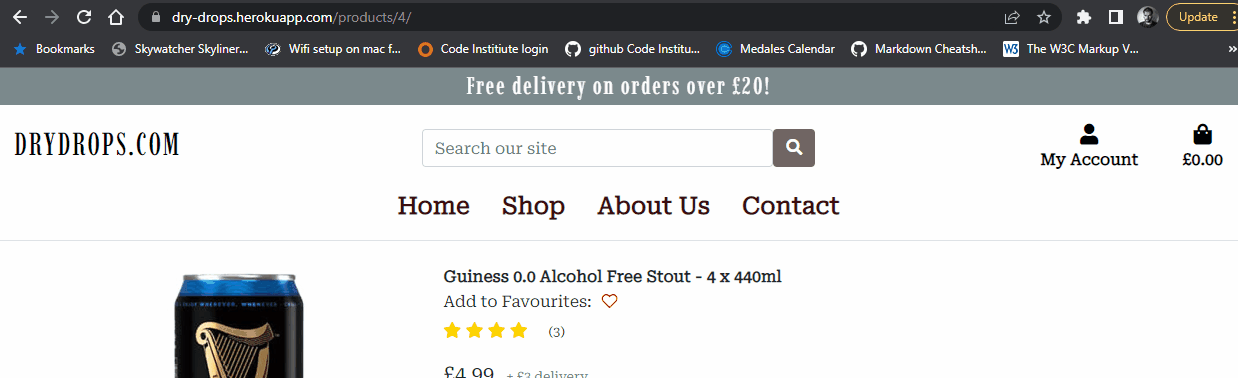 dry-drops.herokuapp.com/products/4/
Update
Bookmarks
Skywatcher Skyliner...
Wifi setup on mac f...
Code Institiute login
github Code Institu...
Medales Calendar
Markdown Cheatsh...
W3
The W3C Markup V...
»
Free delivery on orders over £20!
DRYDROPS.COM
Search our site
My Account
£0.00
Home
Shop
About Us
Contact
Guiness 0.0 Alcohol Free Stout - 4 x 440ml
Add to Favourites:
(3)
£4.99 + £3 delivery